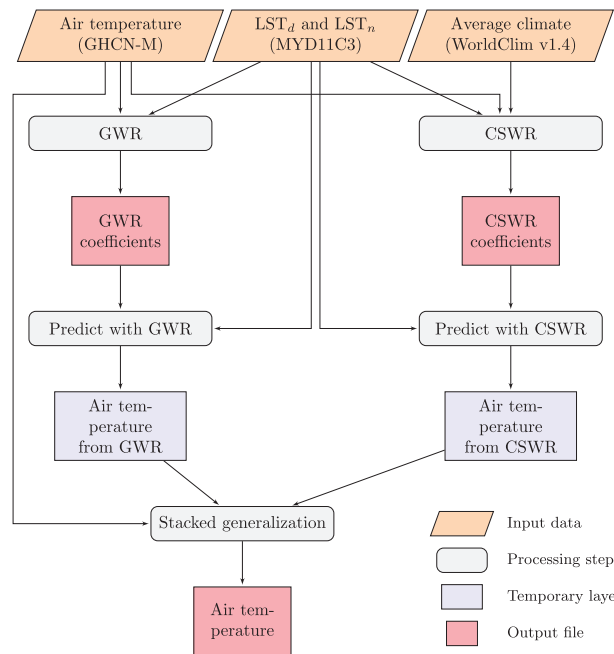 Air temperature
(GHCN-M)
LST_d and LST_n
(MYD11C3)
Average climate
(WorldClim v1.4)
GWR
CSWR
GWR
coefficients
CSWR
coefficients
Predict with GWR
Predict with CSWR
Air tem-
perature
from GWR
Air tem-
perature
from CSWR
Stacked generalization
Air tem-
perature
Input data
Processing step
Temporary laye
Output file